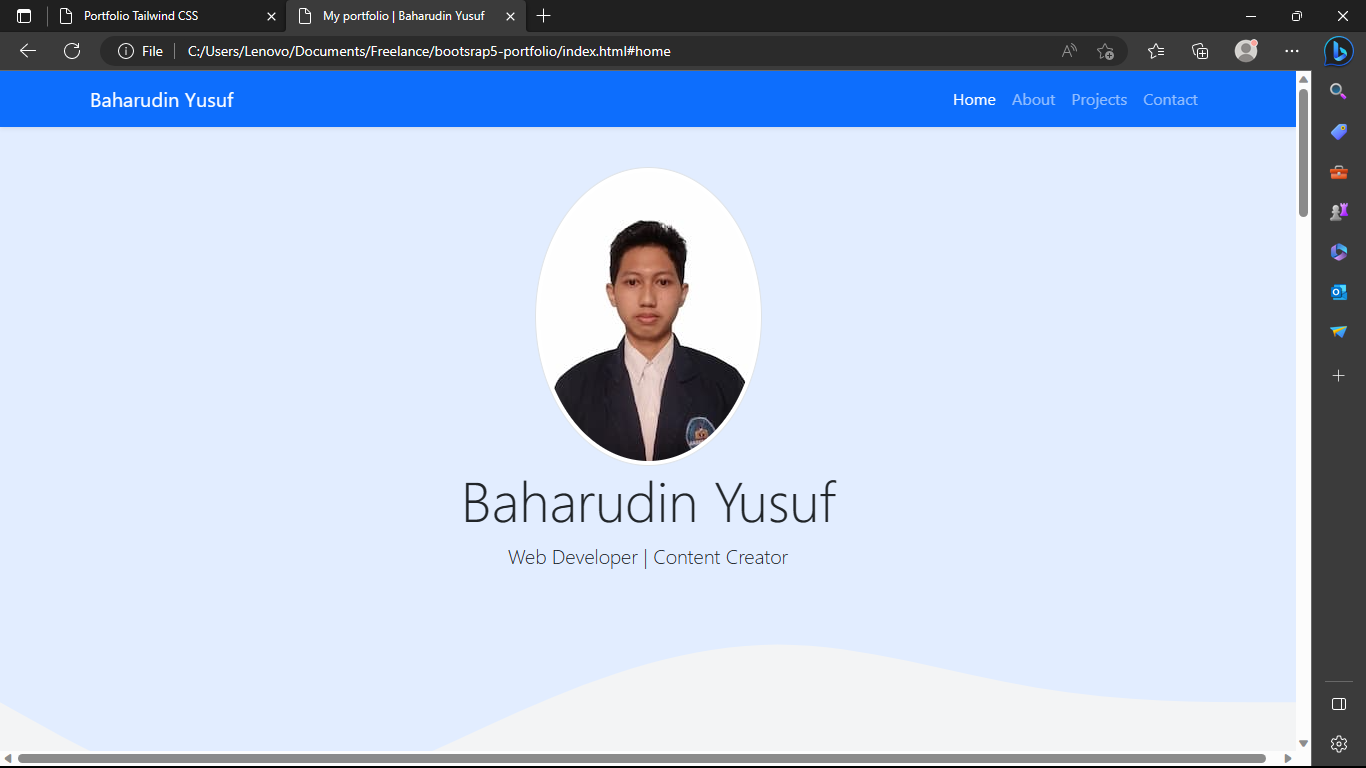 Portfolio Tailwind CSS
My portfolio | Baharudin Yusuf
File
C:/Users/Lenovo/Documents/Freelance/bootsrap5-portfolio/index.html#home
Baharudin Yusuf
Home About Projects Contact
Baharudin Yusuf
Web Developer | Content Creator